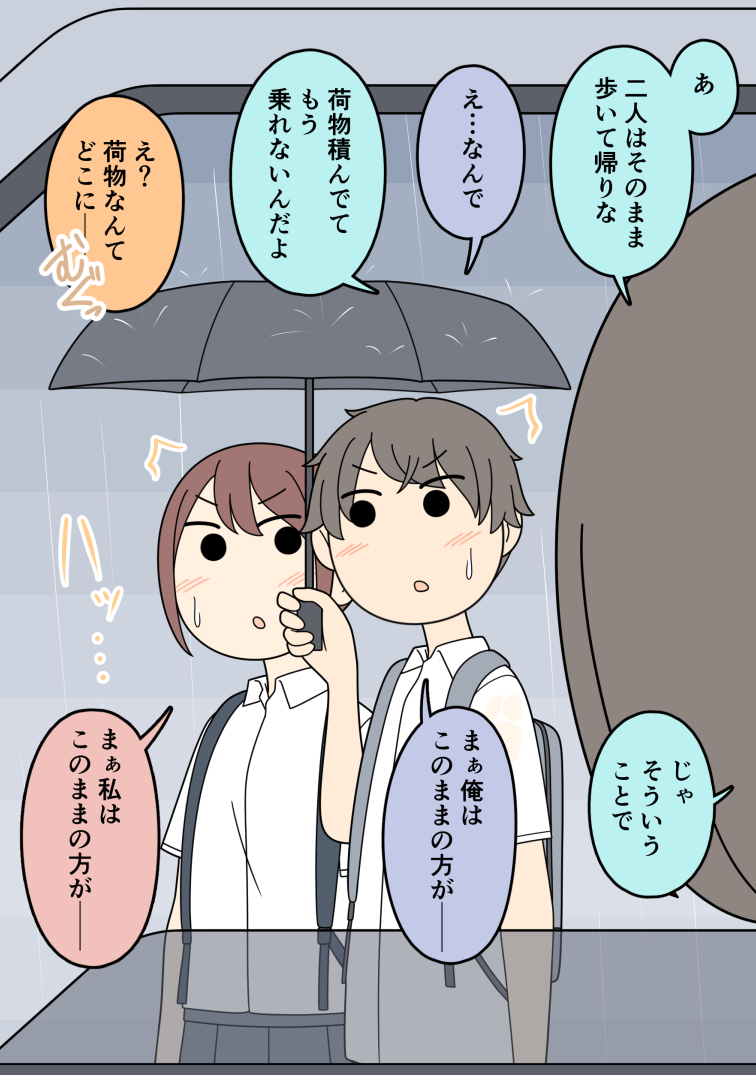 あ
二人はそのまま
歩いて帰りな
え…なんで
荷物積んでて
もう
乗れないんだよ
え？
荷物なんて
どこに―
むぐっ
じゃ
そういう
ことで
まぁ俺は
このままの方が―
ハッ…
まぁ私は
このままの方が―